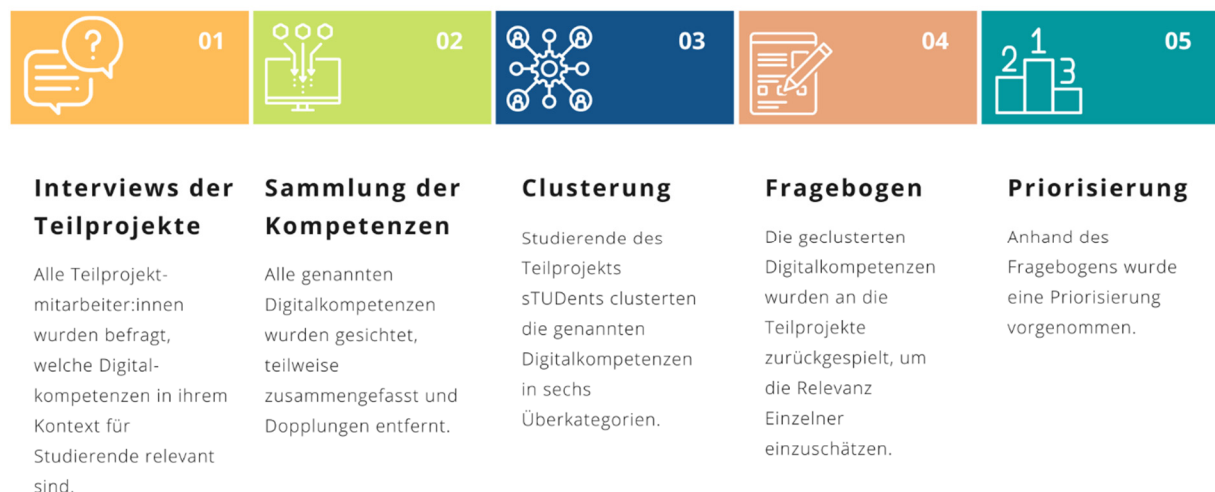 01
02
03
04
05
2
1
3
Interviews der
Teilprojekte
Alle Teilprojekt-
mitarbeiter:innen
wurden befragt,
welche Digital-
kompetenzen in ihrem
Kontext für
Studierende relevant
sind.
Sammlung der
Kompetenzen
Alle genannten
Digitalkompetenzen
wurden gesichtet,
teilweise
zusammengefasst und
Dopplungen entfernt.
Clusterung
Studierende des
Teilprojekts
sTUDents clusterten
die genannten
Digitalkompetenzen
in sechs
Überkategorien.
Fragebogen
Die geclusterten
Digitalkompetenzen
wurden an die
Teilprojekte
zurückgespielt, um
die Relevanz
Einzelner
einzuschätzen.
Priorisierung
Anhand des
Fragebogens wurde
eine Priorisierung
vorgenommen.